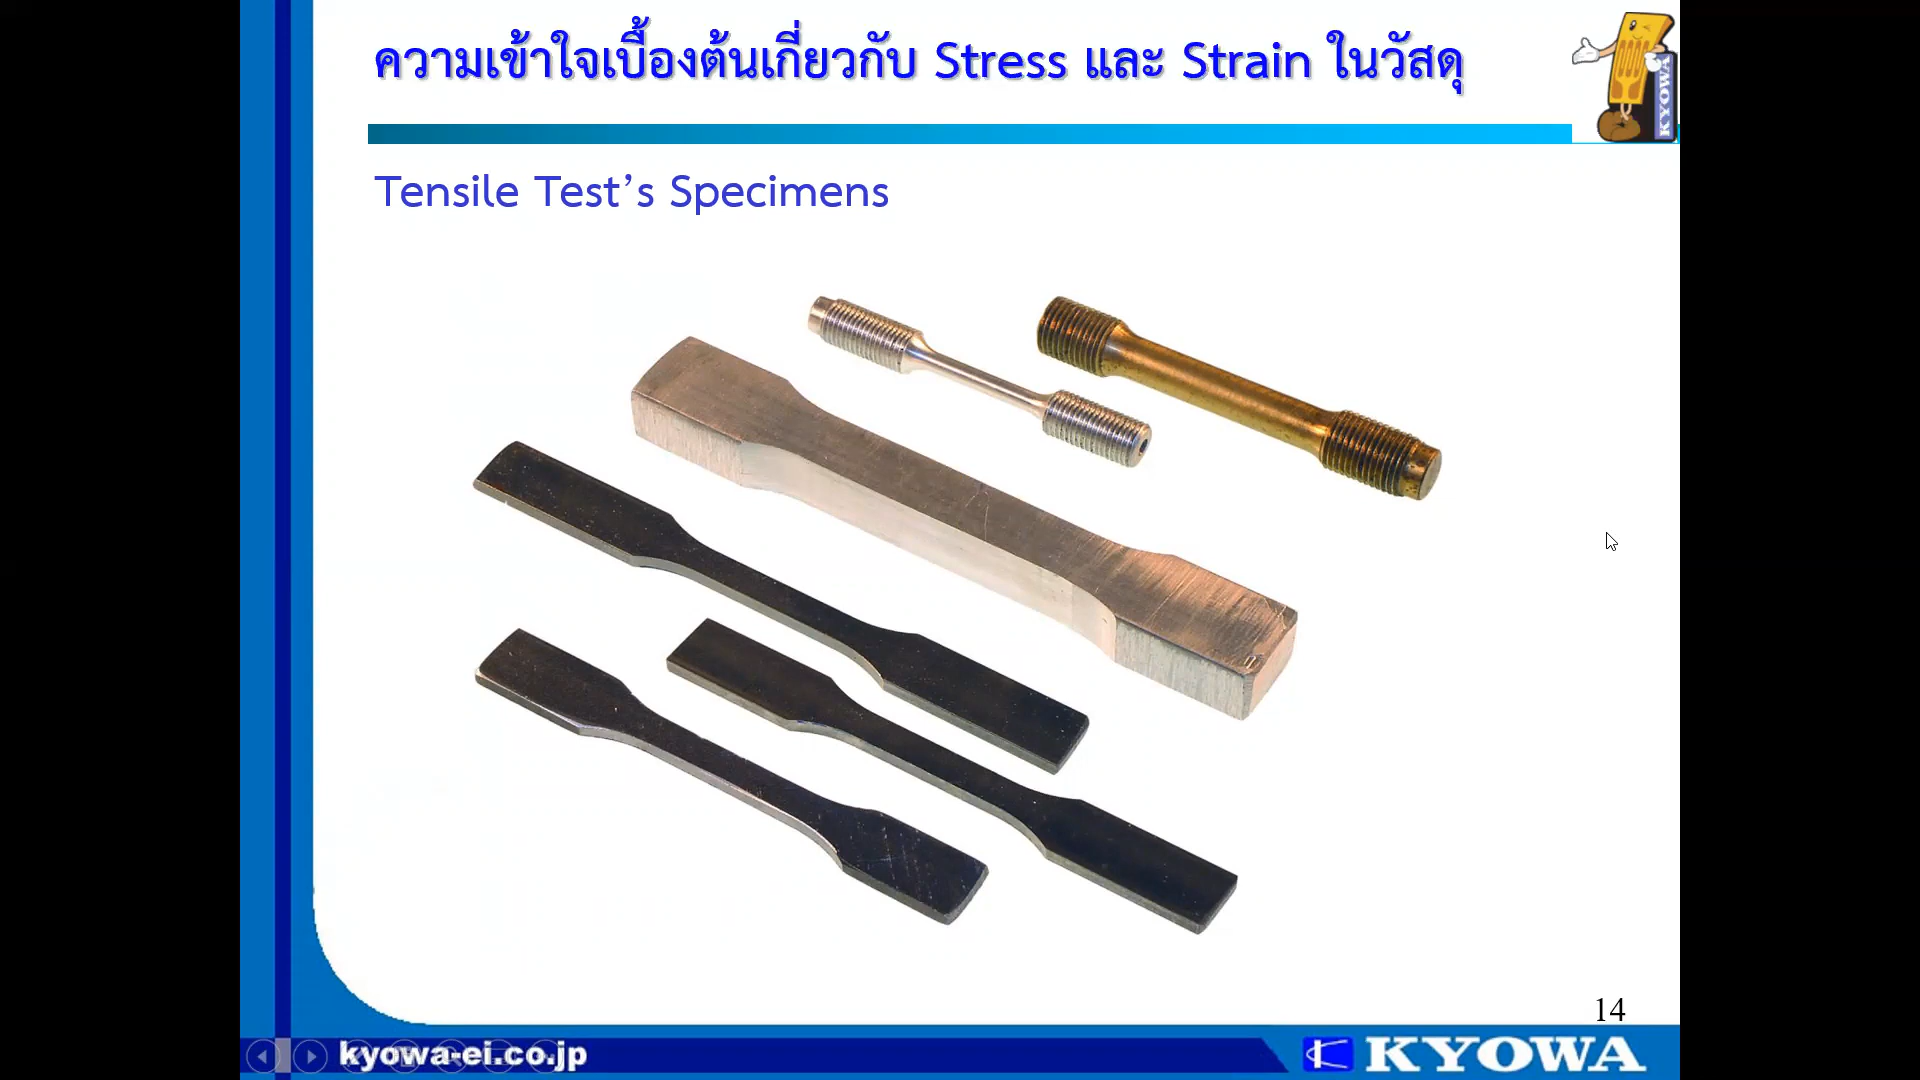 ความเข้าใจเบื้องต้นเกี่ยวกับ Stress และ Strain ในวัสดุ
KYOWA
Tensile Test’s Specimens
14
kyowa-ei.co.jp
KYOWA